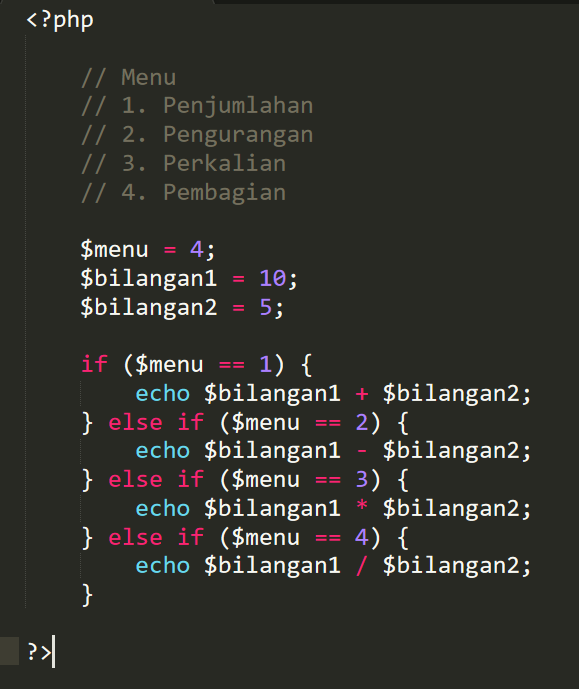 <?php
// Menu
// 1. Penjumlahan
// 2. Pengurangan
// 3. Perkalian
// 4. Pembagian
$menu = 4;
$bilangan1 = 10;
$bilangan2 = 5;
if ($menu == 1) {
echo $bilangan1 + $bilangan2;
} else if ($menu == 2) {
echo $bilangan1 - $bilangan2;
} else if ($menu == 3) {
echo $bilangan1 * $bilangan2;
} else if ($menu == 4) {
echo $bilangan1 / $bilangan2;
}
?>